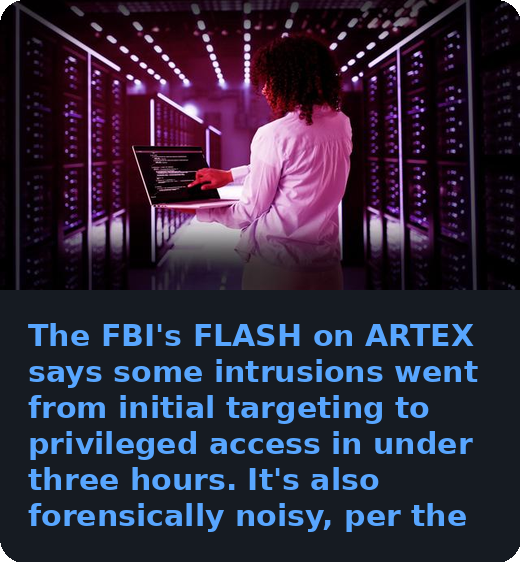 The FBI's FLASH on ARTEX
says some intrusions went
from initial targeting to
privileged access in under
three hours. It's also
forensically noisy, per the